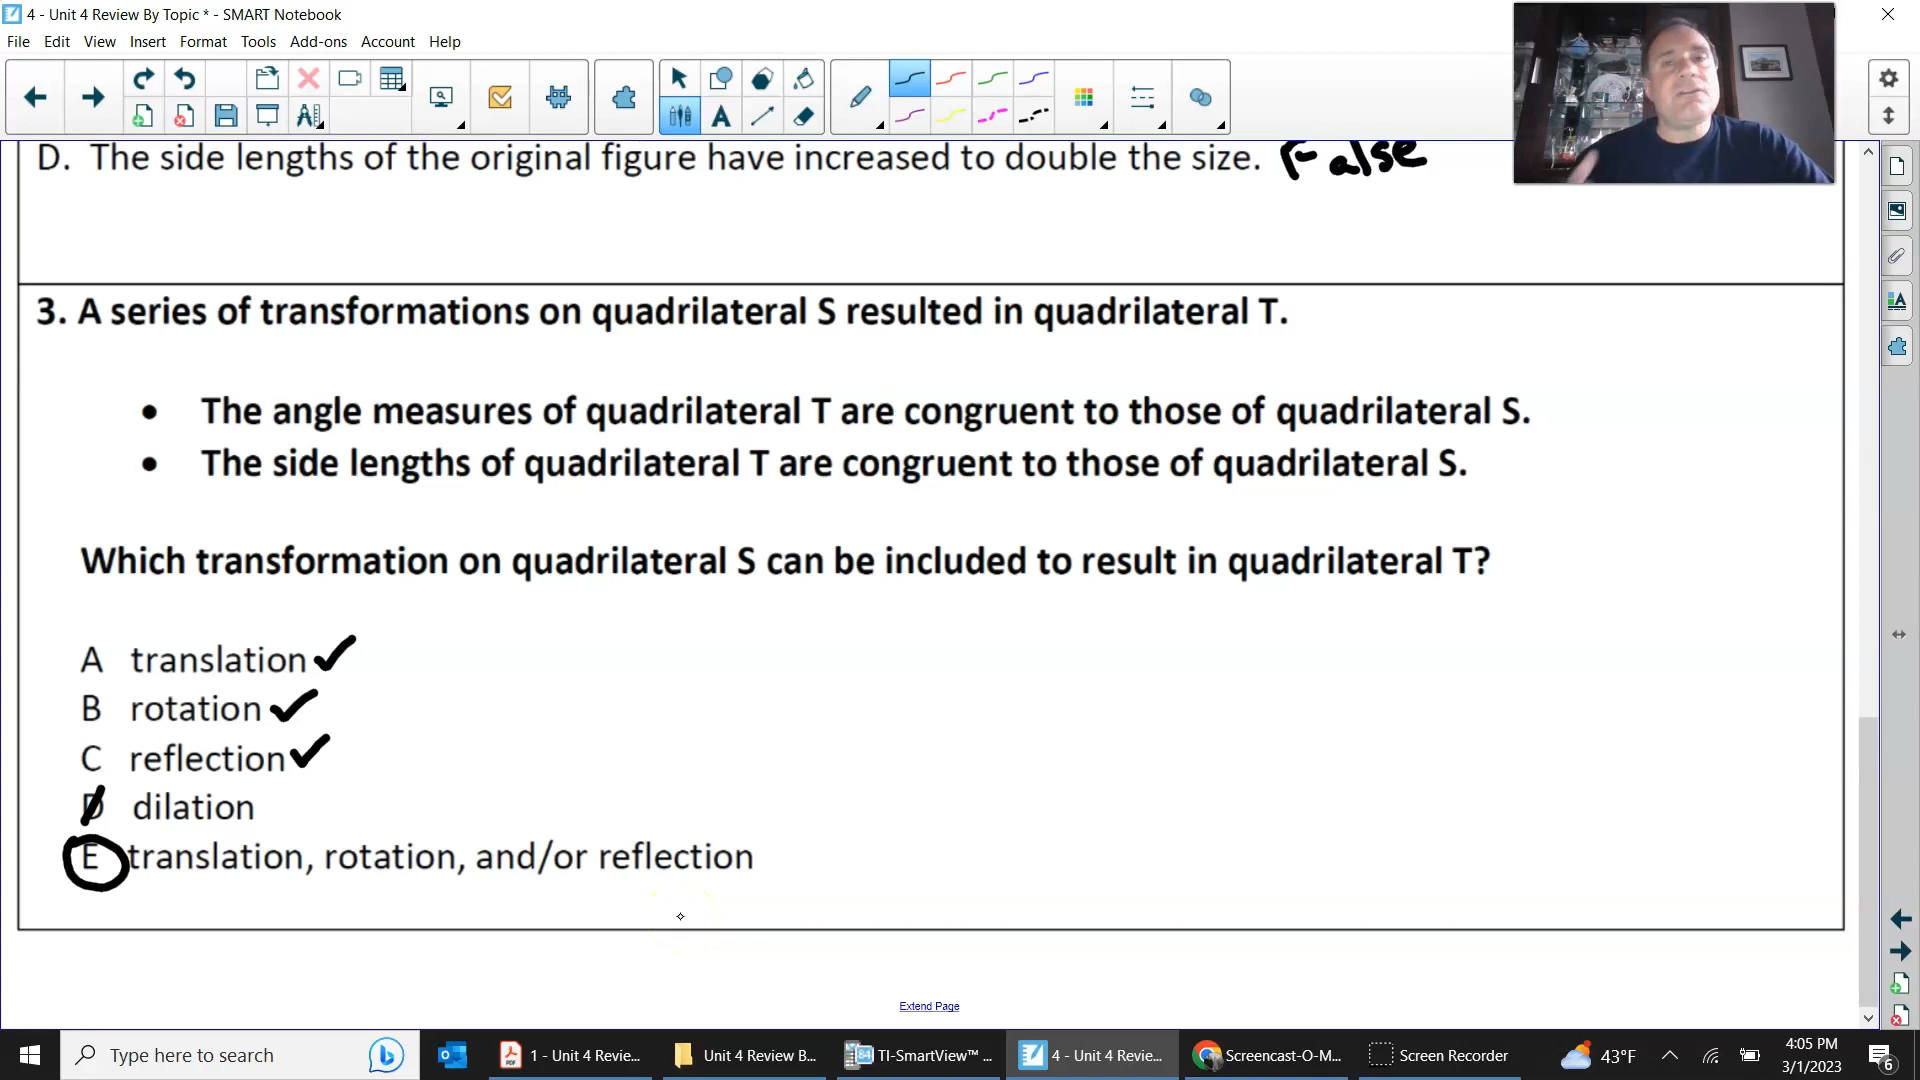 4 - Unit 4 Review By Topic * - SMART Notebook
File Edit View Insert Format Tools Add-ons Account Help
D. The side lengths of the original figure have increased to double the size. False
3. A series of transformations on quadrilateral S resulted in quadrilateral T.
• The angle measures of quadrilateral T are congruent to those of quadrilateral S.
• The side lengths of quadrilateral T are congruent to those of quadrilateral S.
Which transformation on quadrilateral S can be included to result in quadrilateral T?
A translation ✓
B rotation ✓
C reflection ✓
D dilation
E translation, rotation, and/or reflection
Extend Page
Type here to search
1 - Unit 4 Revie...
Unit 4 Review B...
TI-SmartView™ ...
4 - Unit 4 Revie...
Screencast-O-M...
Screen Recorder
43°F
4:05 PM
3/1/2023
6